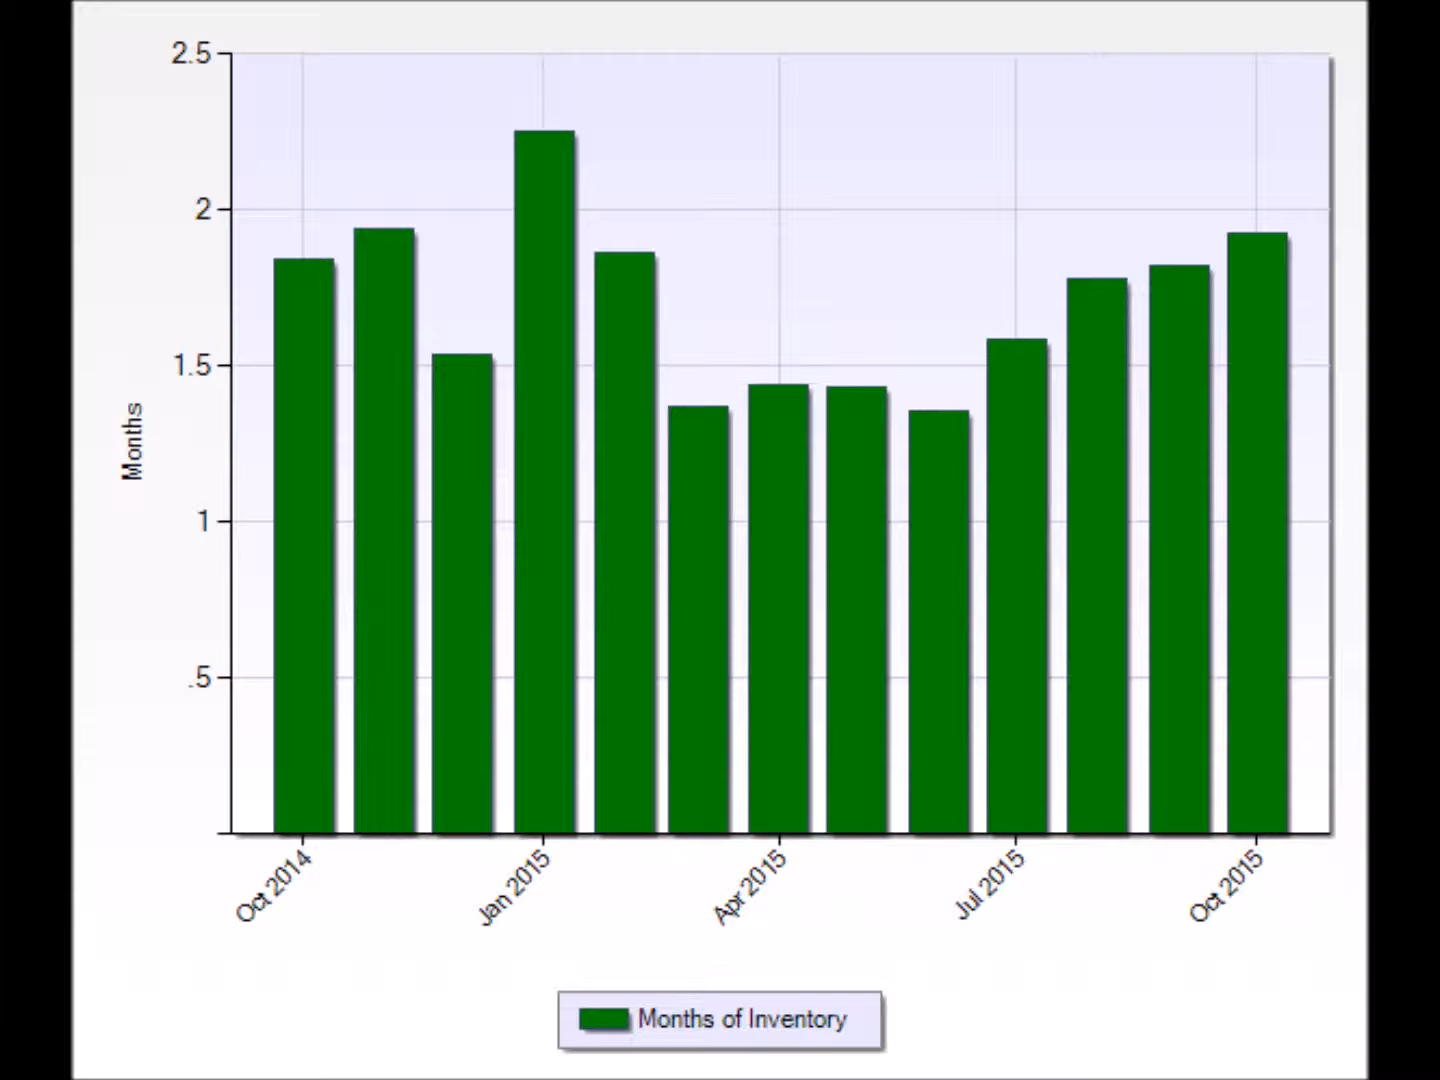 2.5
2
1.5
1
.5
Months
Oct 2014
Jan 2015
Apr 2015
Jul 2015
Oct 2015
Months of Inventory